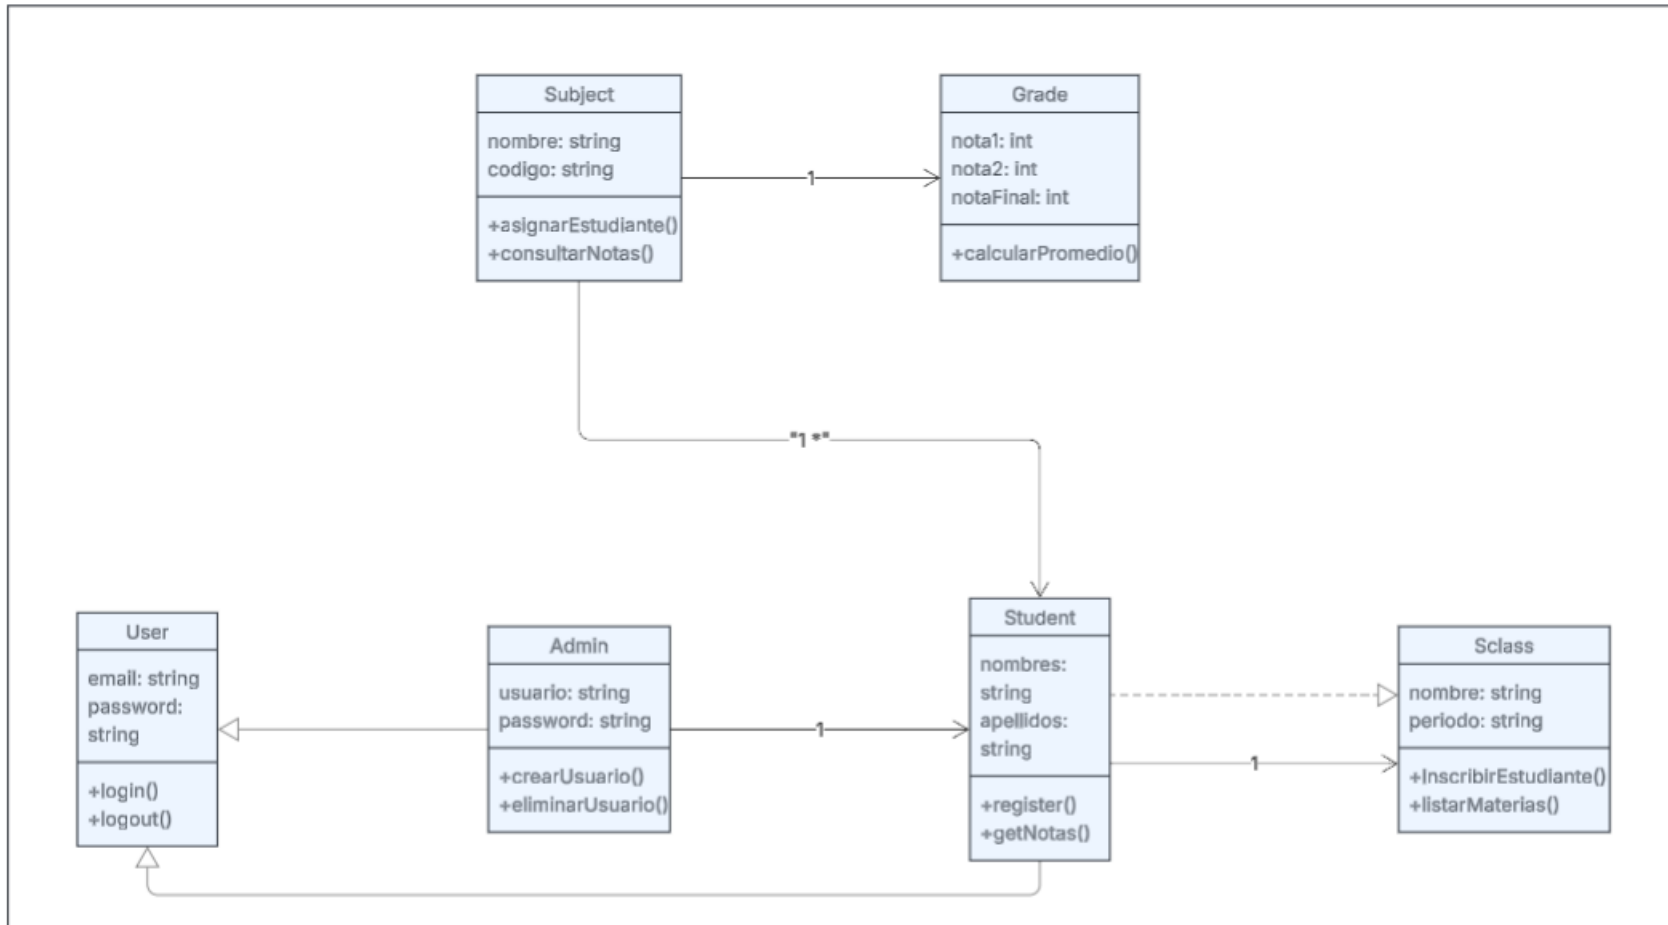 Subject
nombre: string
codigo: string
+asignarEstudiante()
+consultarNotas()
1
Grade
nota1: int
nota2: int
notaFinal: int
+calcularPromedio()
"1 *"
User
email: string
password:
string
+login()
+logout()
Admin
usuario: string
password: string
+crearUsuario()
+eliminarUsuario()
1
Student
nombres:
string
apellidos:
string
+register()
+getNotas()
1
Sclass
nombre: string
periodo: string
+InscribirEstudiante()
+listarMaterias()